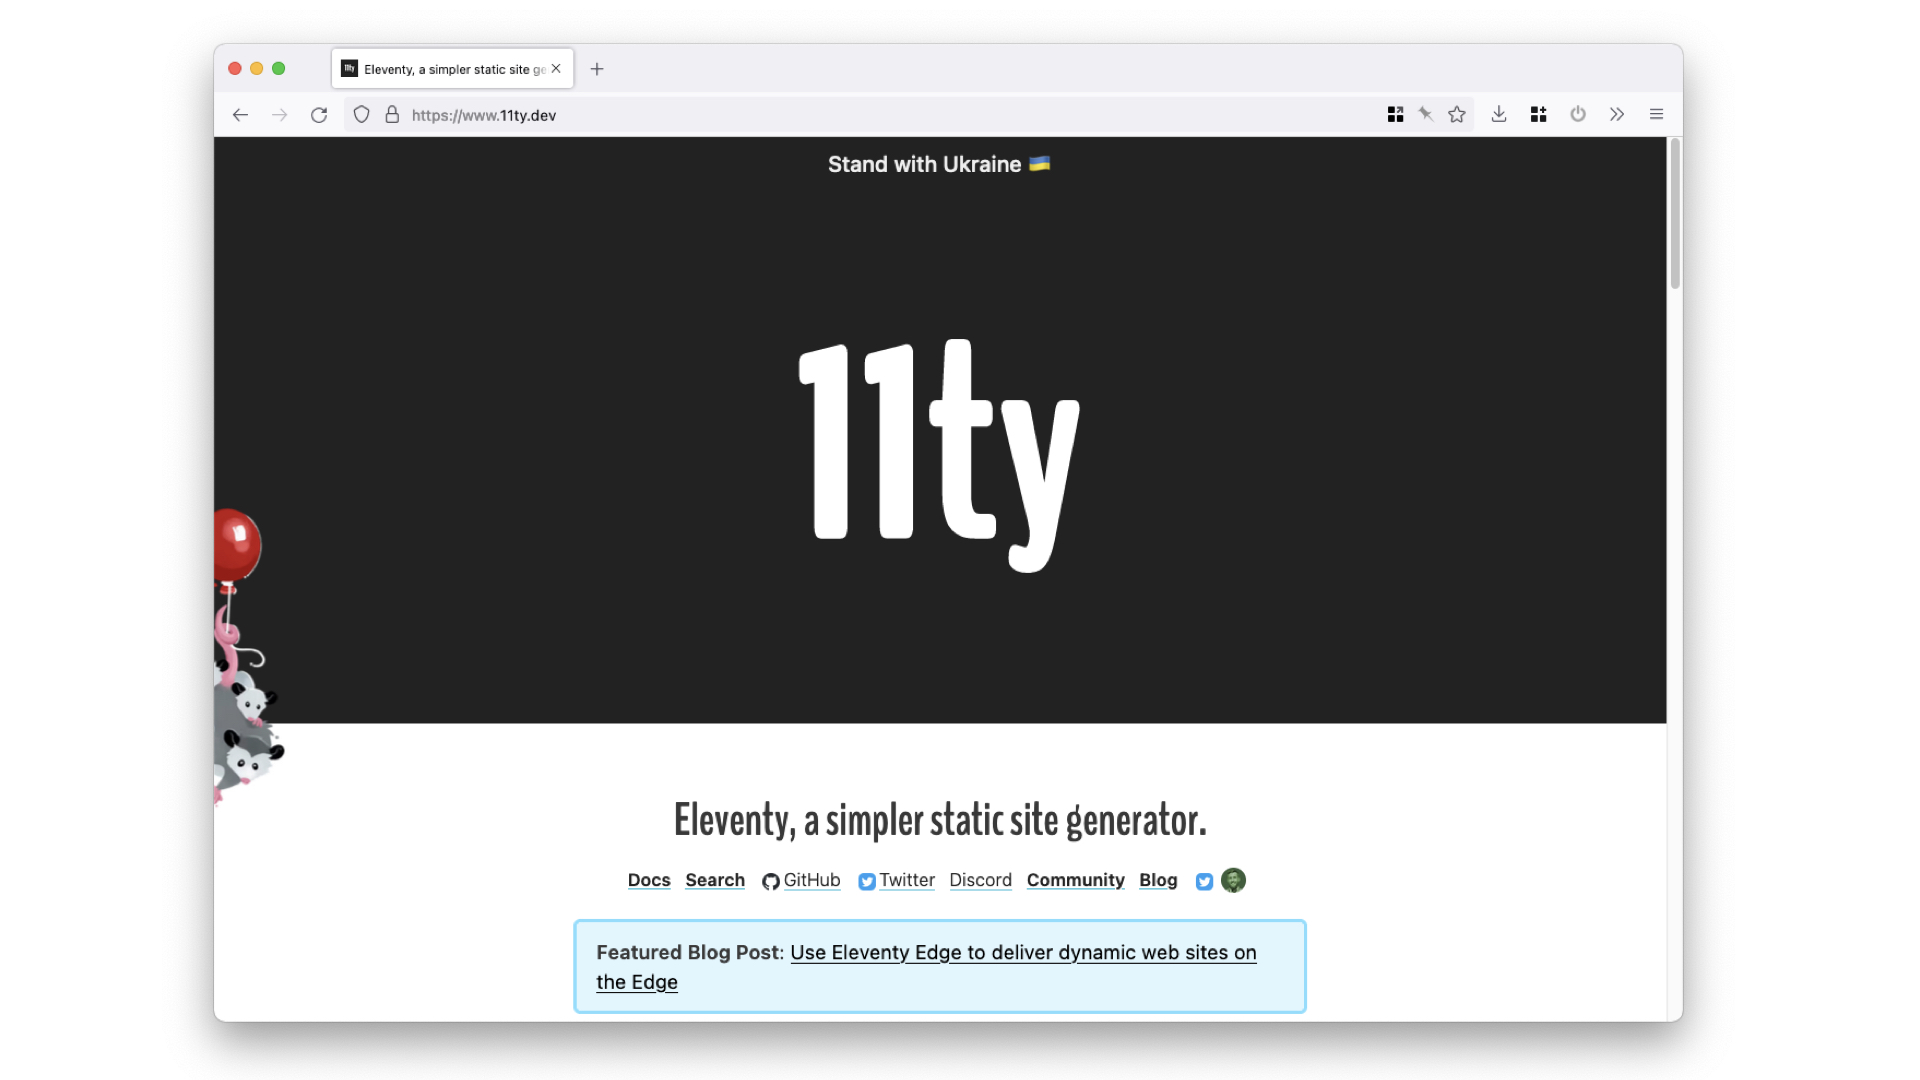 11ty Eleventy, a simpler static site ge
https://www.11ty.dev
Stand with Ukraine 🇺🇦
11ty
Eleventy, a simpler static site generator.
Docs Search GitHub Twitter Discord Community Blog
Featured Blog Post: Use Eleventy Edge to deliver dynamic web sites on
the Edge